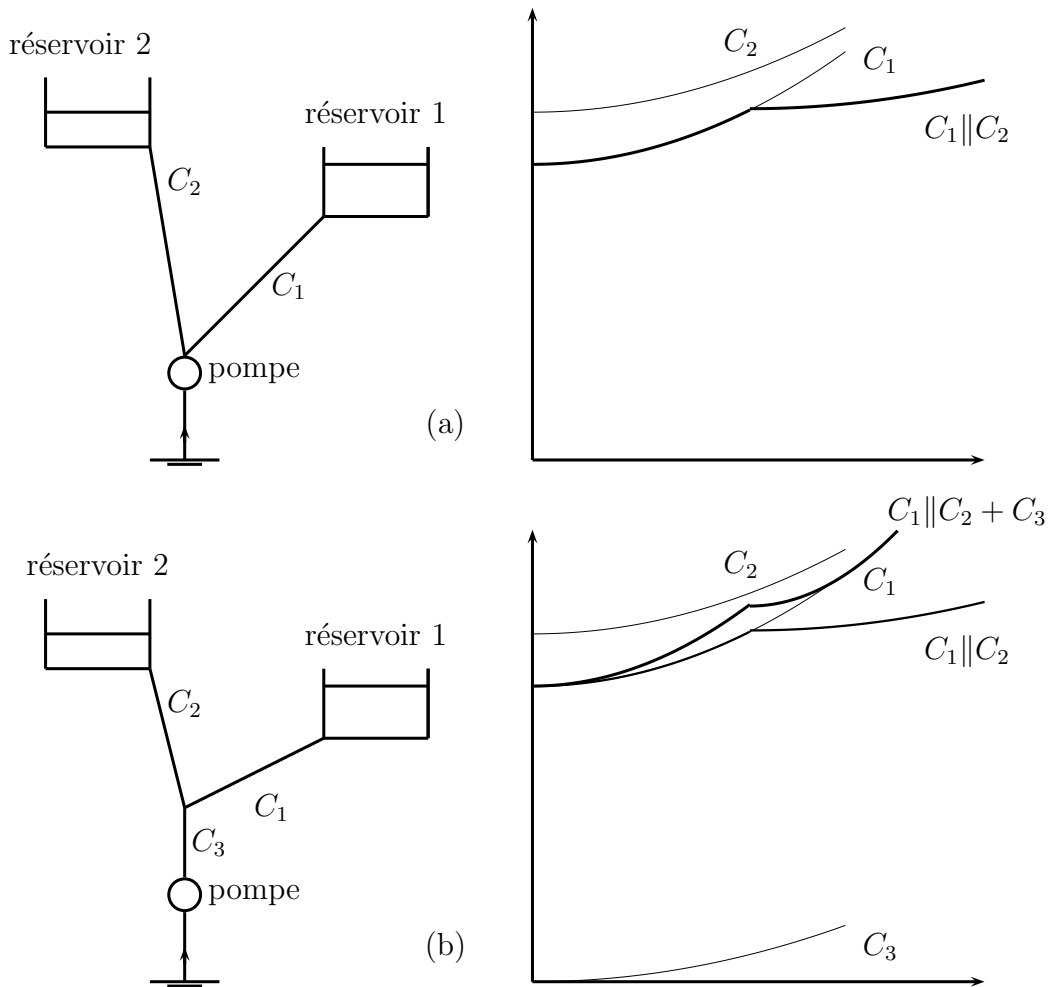 réservoir 2
réservoir 1
C₂
C₁
pompe
(a)
C₂
C₁
C₁∥C₂
réservoir 2
réservoir 1
C₂
C₁
C₃
pompe
(b)
C₁∥C₂ + C₃
C₂
C₁
C₁∥C₂
C₃